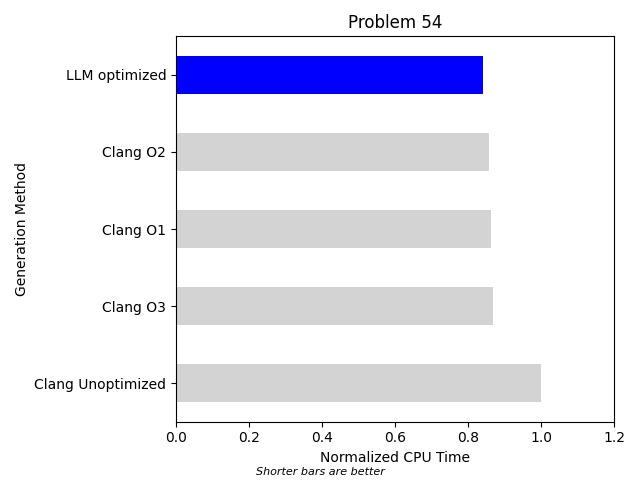 Problem 54
Generation Method
LLM optimized
Clang O2
Clang O1
Clang O3
Clang Unoptimized
0.0 0.2 0.4 0.6 0.8 1.0 1.2
Normalized CPU Time
Shorter bars are better